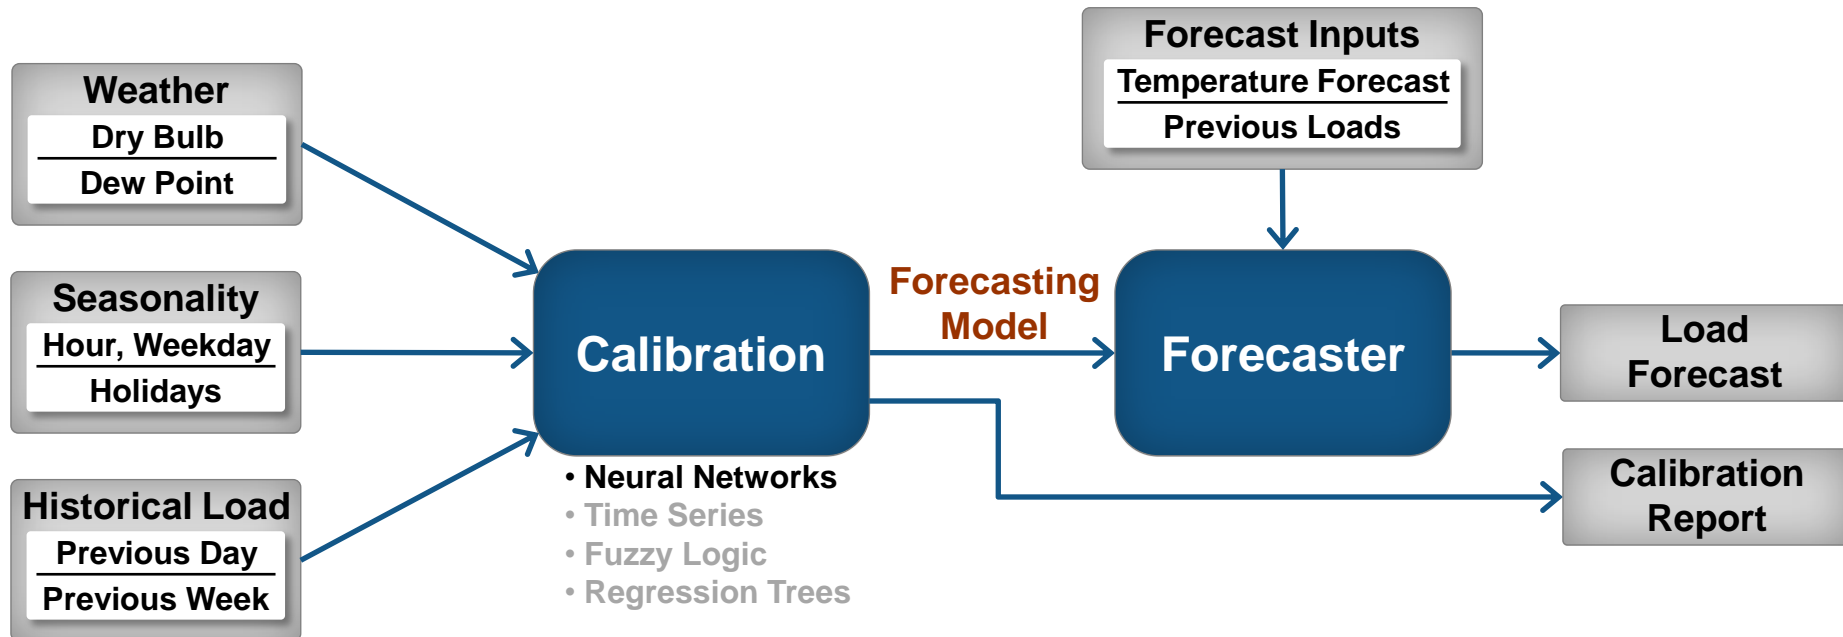 Weather
Dry Bulb
Dew Point
Seasonality
Hour, Weekday
Holidays
Historical Load
Previous Day
Previous Week
Calibration
• Neural Networks
• Time Series
• Fuzzy Logic
• Regression Trees
Forecasting
Model
Forecast Inputs
Temperature Forecast
Previous Loads
Forecaster
Load
Forecast
Calibration
Report